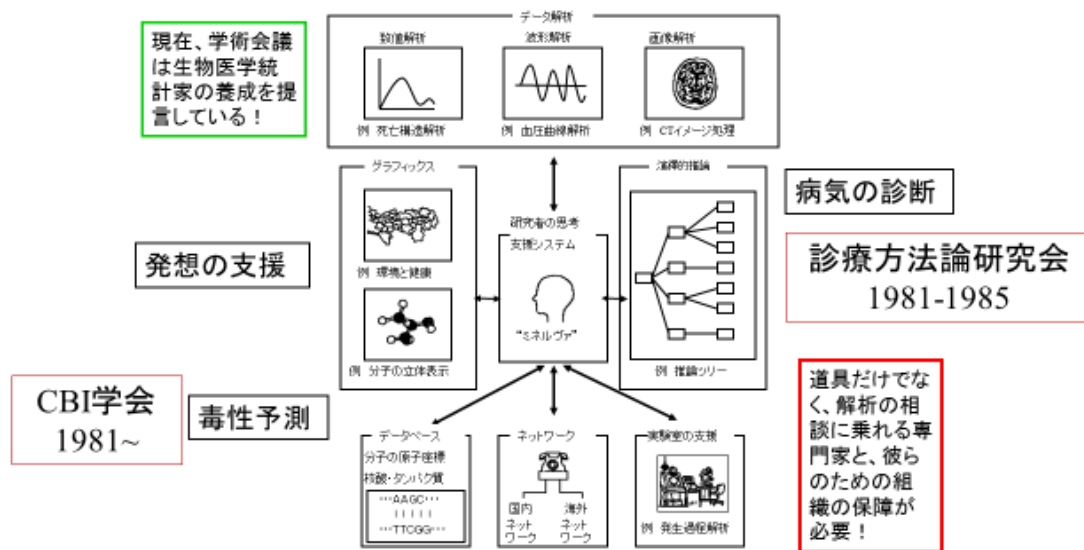 データ解析
数値解析
波形解析
画像解析
例 死亡構造解析
例 血圧曲線解析
例 CTイメージ処理
現在、学術会議
は生物医学統
計家の養成を提
言している！
グラフィックス
例 環境と健康
例 分子の立体表示
研究者の思考
支援システム
“ミネルヴァ”
演繹的推論
例 推論ツリー
病気の診断
診療方法論研究会
1981-1985
発想の支援
CBI学会
1981~
毒性予測
データベース
分子の原子座標
核酸・タンパク質
…AAGC…
…TTCGG…
ネットワーク
国内
ネット
ワーク
海外
ネット
ワーク
実験室の支援
例 発生過程解析
道具だけでな
く、解析の相
談に乗れる専
門家と、彼ら
のための組
織の保障が
必要！